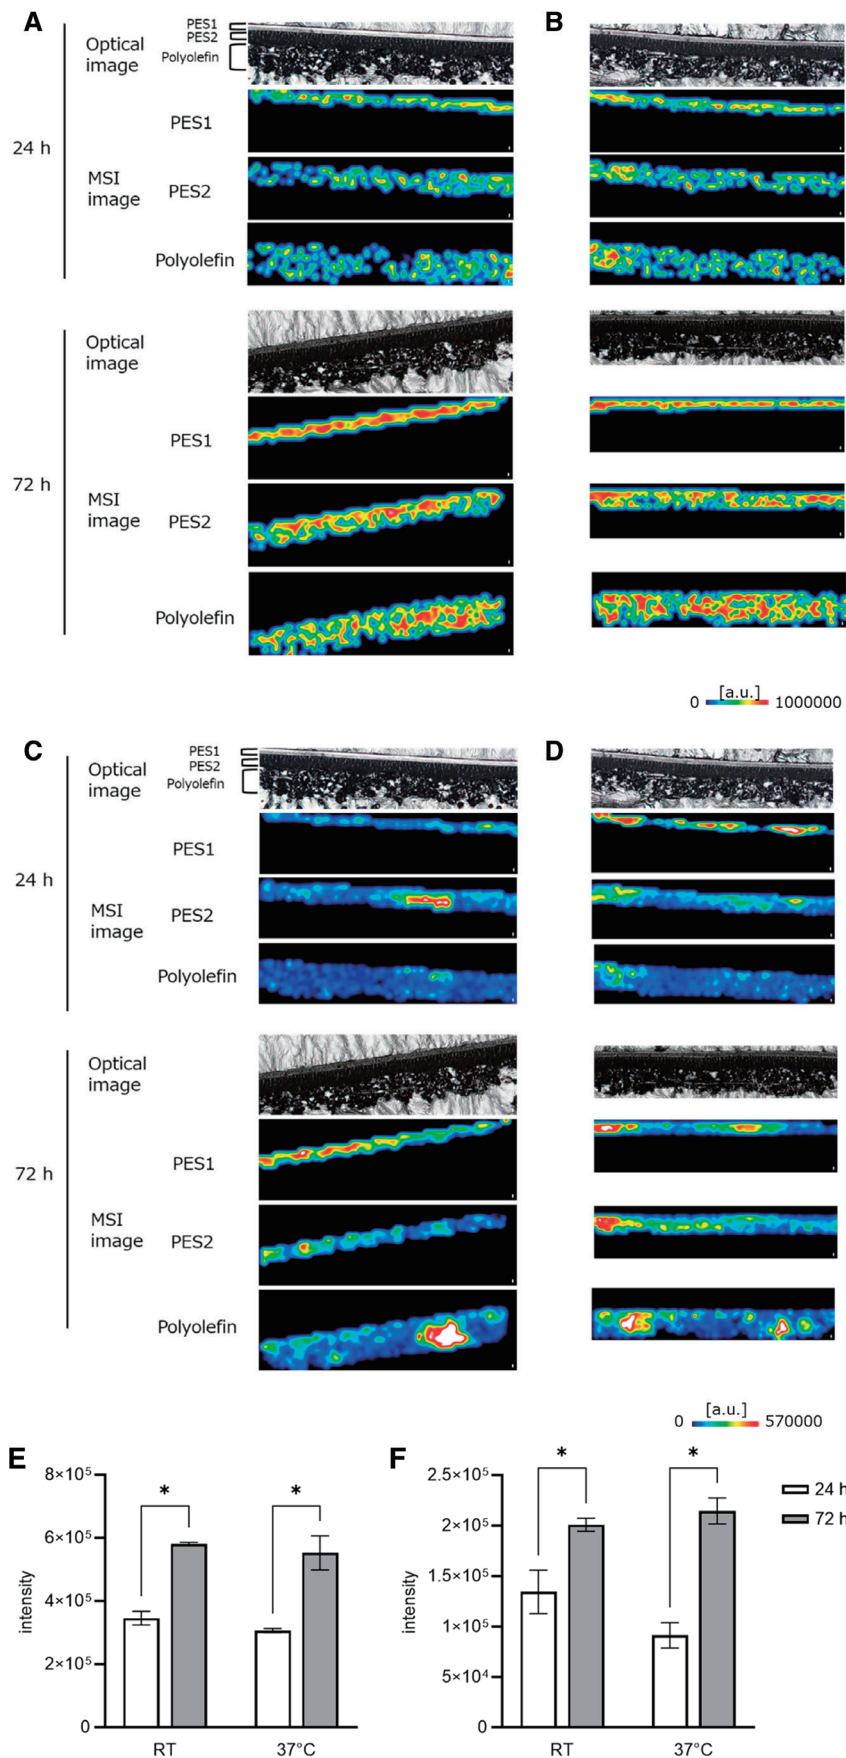 A
B
PES1
PES2
Polyolefin
Optical
image
24 h
PES1
MSI
image
PES2
Polyolefin
Optical
image
72 h
PES1
MSI
image
PES2
Polyolefin
[a.u.]
0 1000000
C
D
PES1
PES2
Polyolefin
Optical
image
24 h
PES1
MSI
image
PES2
Polyolefin
Optical
image
72 h
PES1
MSI
image
PES2
Polyolefin
[a.u.]
0 570000
E
8×10⁵
6×10⁵
4×10⁵
2×10⁵
0
intensity
* *
RT 37°C
F
2.5×10⁵
2×10⁵
1.5×10⁵
1×10⁵
5×10⁴
0
intensity
* *
RT 37°C
24 h
72 h